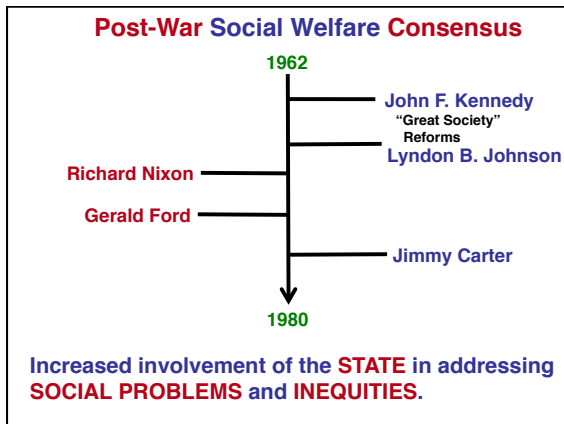 Post-War Social Welfare Consensus
1962
John F. Kennedy
“Great Society”
Reforms
Lyndon B. Johnson
Richard Nixon
Gerald Ford
Jimmy Carter
1980
Increased involvement of the STATE in addressing
SOCIAL PROBLEMS and INEQUITIES.